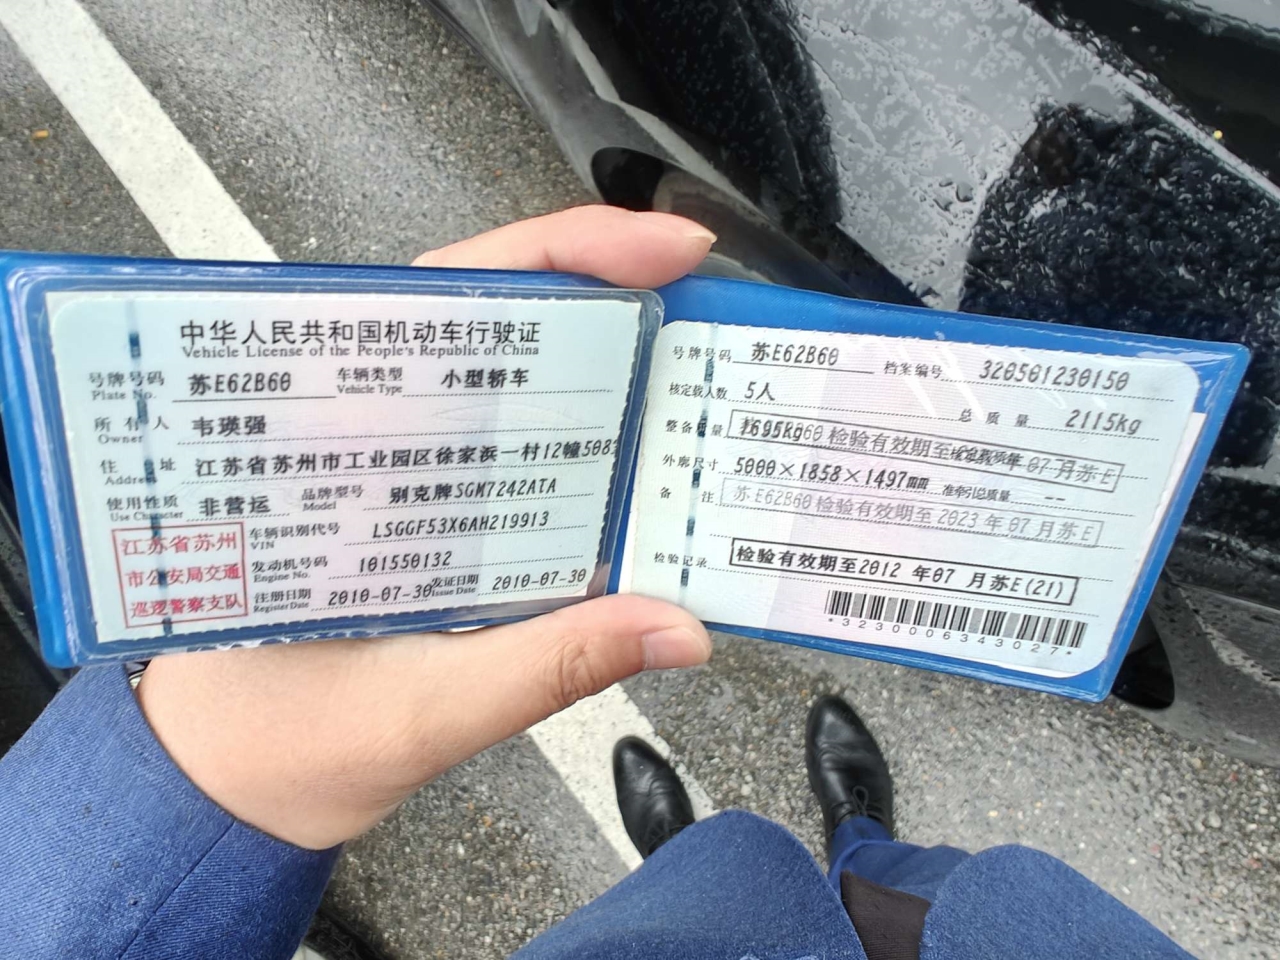 中华人民共和国机动车行驶证
Vehicle License of the People's Republic of China
号牌号码 苏E62B60 车辆类型 小型轿车
Plate No. Vehicle Type
所有人 韦瑛强
Owner
住址 江苏省苏州市工业园区徐家浜一村12幢508
Address
使用性质 非营运 品牌型号 别克牌SGM7242ATA
Use Character Model
江苏省苏州
市公安局交通
巡逻警察支队
车辆识别代号 LSGGF53X6AH219913
VIN
发动机号码 101550132
Engine No.
注册日期 2010-07-30 发证日期 2010-07-30
Register Date Issue Date
号牌号码 苏E62B60 档案编号 320501230150
核定载人数 5人 总质量 2115kg
整备质量 1695kg 检验有效期至 年07月苏E
外廓尺寸 5000×1858×1497mm 准牵引总质量 --
备注 苏E62B60 检验有效期至2023年07月苏E
检验记录 检验有效期至2012 年07 月苏E(21)
*3230006343027*